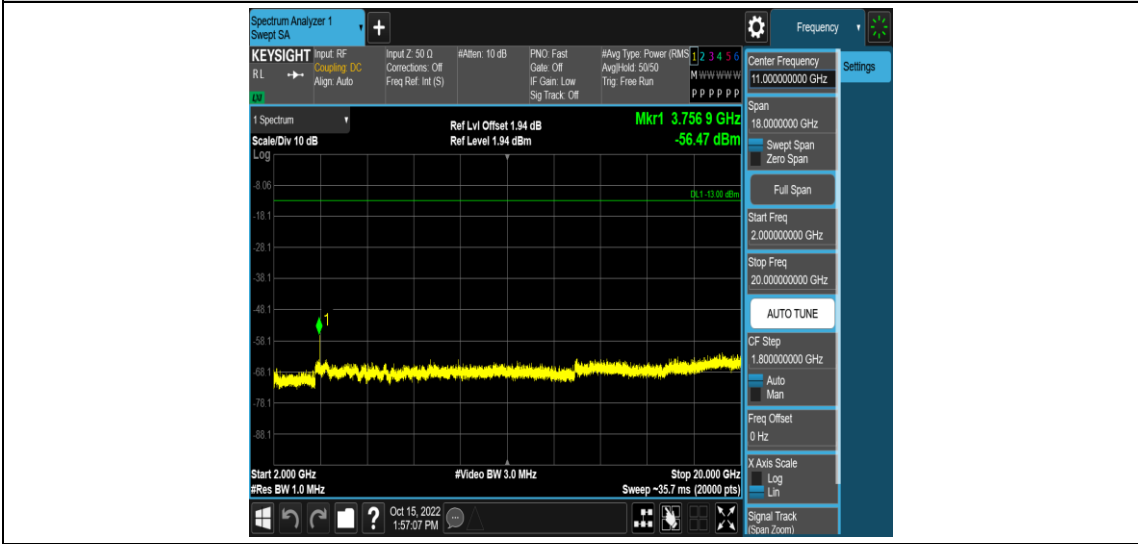 Spectrum Analyzer 1
Swept SA
Frequency
KEYSIGHT
RL
Input: RF
Coupling: DC
Align: Auto
Input Z: 50 Ω
Corrections: Off
Freq Ref: Int (S)
#Atten: 10 dB
PNO: Fast
Gate: Off
IF Gain: Low
Sig Track: Off
#Avg Type: Power (RMS
Avg|Hold: 50/50
Trig: Free Run
1 2 3 4 5 6
M W W W W W
P P P P P P
1 Spectrum
Scale/Div 10 dB
Log
Ref Lvl Offset 1.94 dB
Ref Level 1.94 dBm
Mkr1 3.756 9 GHz
-56.47 dBm
-8.06
DL1 -13.00 dBm
-18.1
-28.1
-38.1
-48.1
1
-58.1
-68.1
-78.1
-88.1
Start 2.000 GHz
#Video BW 3.0 MHz
Stop 20.000 GHz
#Res BW 1.0 MHz
Sweep ~35.7 ms (20000 pts)
?
Oct 15, 2022
1:57:07 PM
Center Frequency
11.000000000 GHz
Settings
Span
18.0000000 GHz
Swept Span
Zero Span
Full Span
Start Freq
2.000000000 GHz
Stop Freq
20.000000000 GHz
AUTO TUNE
CF Step
1.800000000 GHz
Auto
Man
Freq Offset
0 Hz
X Axis Scale
Log
Lin
Signal Track
(Span Zoom)